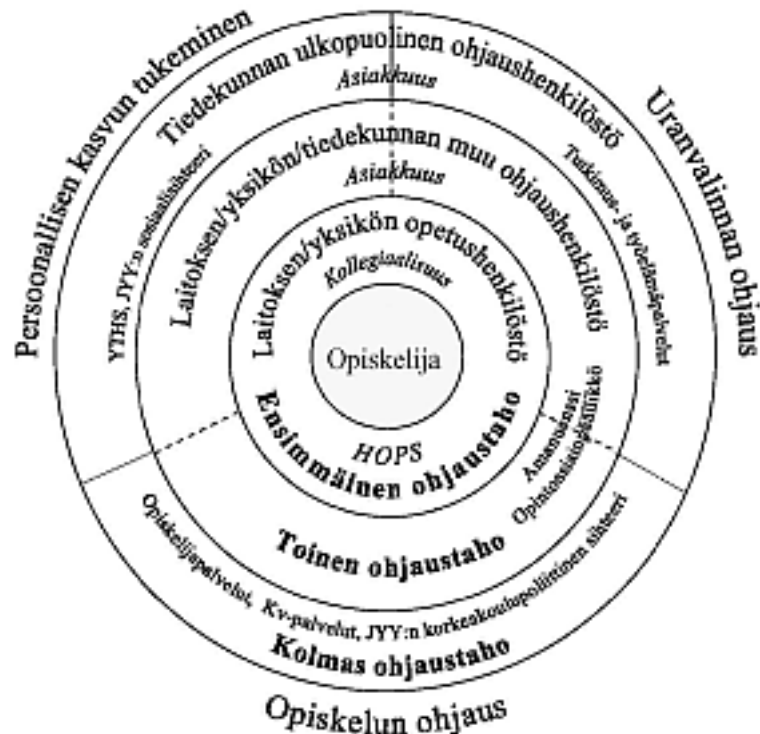 Persoonallisen kasvun tukeminen
Uranvalinnan ohjaus
Tiedekunnan ulkopuolinen ohjaushenkilöstö
Asiakkuus
YTHS, JYY:n sosiaalisihteeri
Tutkimus- ja työelämäpalvelut
Laitoksen/yksikön/tiedekunnan muu ohjaushenkilöstö
Asiakkuus
Laitoksen/yksikön opetushenkilöstö
Kollegiaalisuus
Opiskelija
HOPS
Ensimmäinen ohjaustaho
Amanuenssi
Toinen ohjaustaho
Opiskelijapalvelut, Kv-palvelut, JYY:n korkeakoulupoliittinen sihteeri
Kolmas ohjaustaho
Opiskelun ohjaus